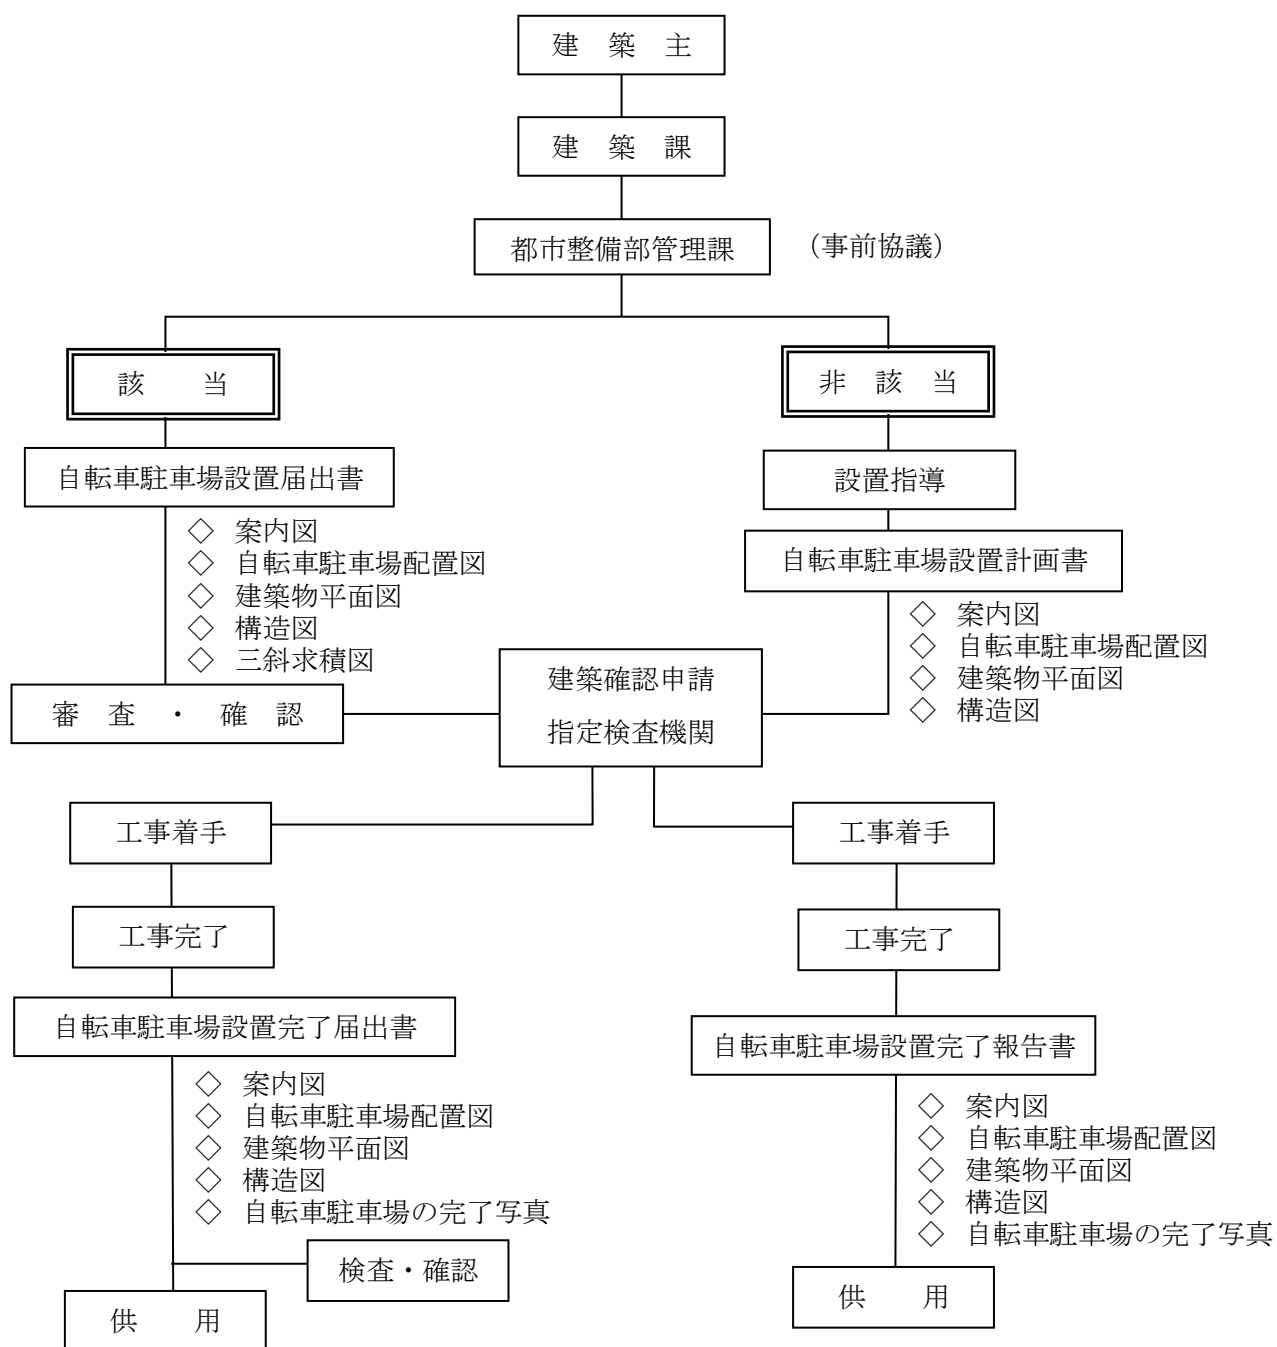 建　築　主
建　築　課
都市整備部管理課　（事前協議）
該　　当
自転車駐車場設置届出書
◇　案内図
◇　自転車駐車場配置図
◇　建築物平面図
◇　構造図
◇　三斜求積図
審　査　・　確　認
非　該　当
設置指導
自転車駐車場設置計画書
◇　案内図
◇　自転車駐車場配置図
◇　建築物平面図
◇　構造図
建築確認申請
指定検査機関
工事着手
工事完了
自転車駐車場設置完了届出書
◇　案内図
◇　自転車駐車場配置図
◇　建築物平面図
◇　構造図
◇　自転車駐車場の完了写真
検査・確認
供　　用
工事着手
工事完了
自転車駐車場設置完了報告書
◇　案内図
◇　自転車駐車場配置図
◇　建築物平面図
◇　構造図
◇　自転車駐車場の完了写真
供　　用